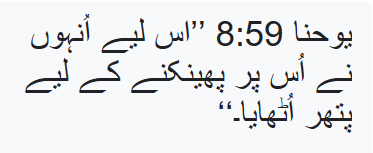 یوحنا 8:59 ”اس لیے اُنہوں
نے اُس پر پھینکنے کے لیے
پتھر اُٹھایا۔“